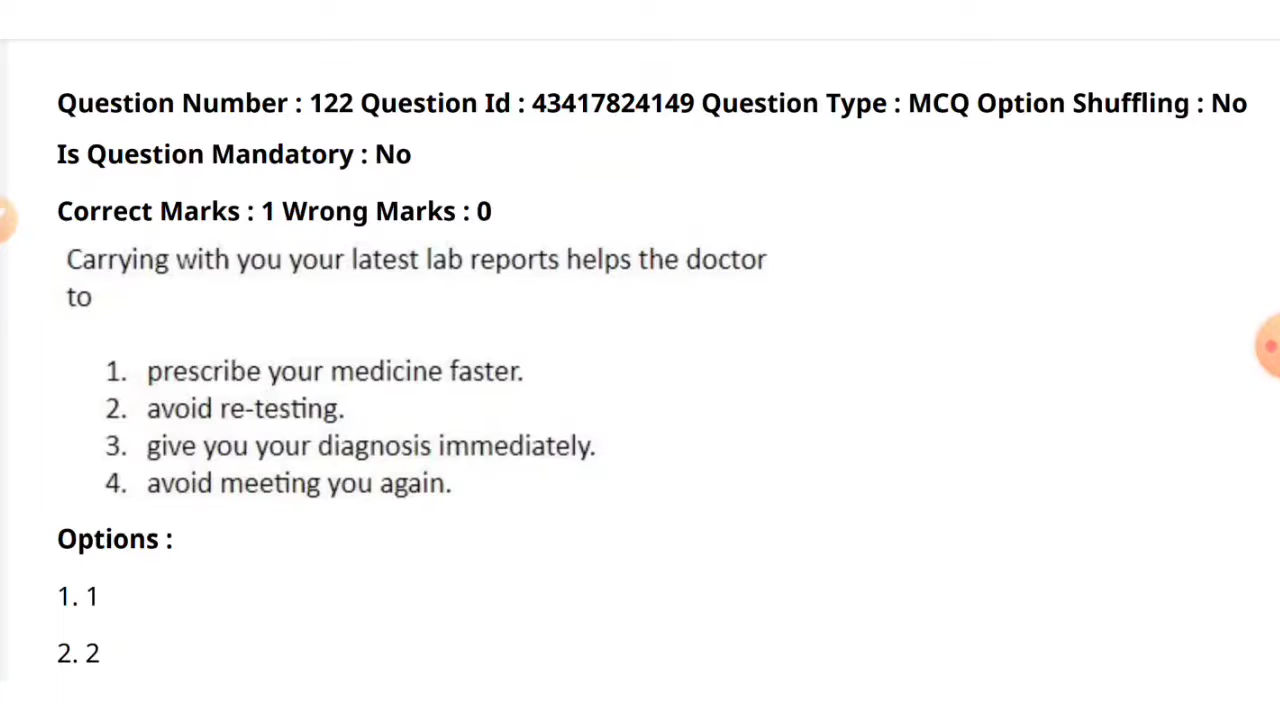 Question Number : 122 Question Id : 43417824149 Question Type : MCQ Option Shuffling : No
Is Question Mandatory : No
Correct Marks : 1 Wrong Marks : 0
Carrying with you your latest lab reports helps the doctor
to
1. prescribe your medicine faster.
2. avoid re-testing.
3. give you your diagnosis immediately.
4. avoid meeting you again.
Options :
1. 1
2. 2